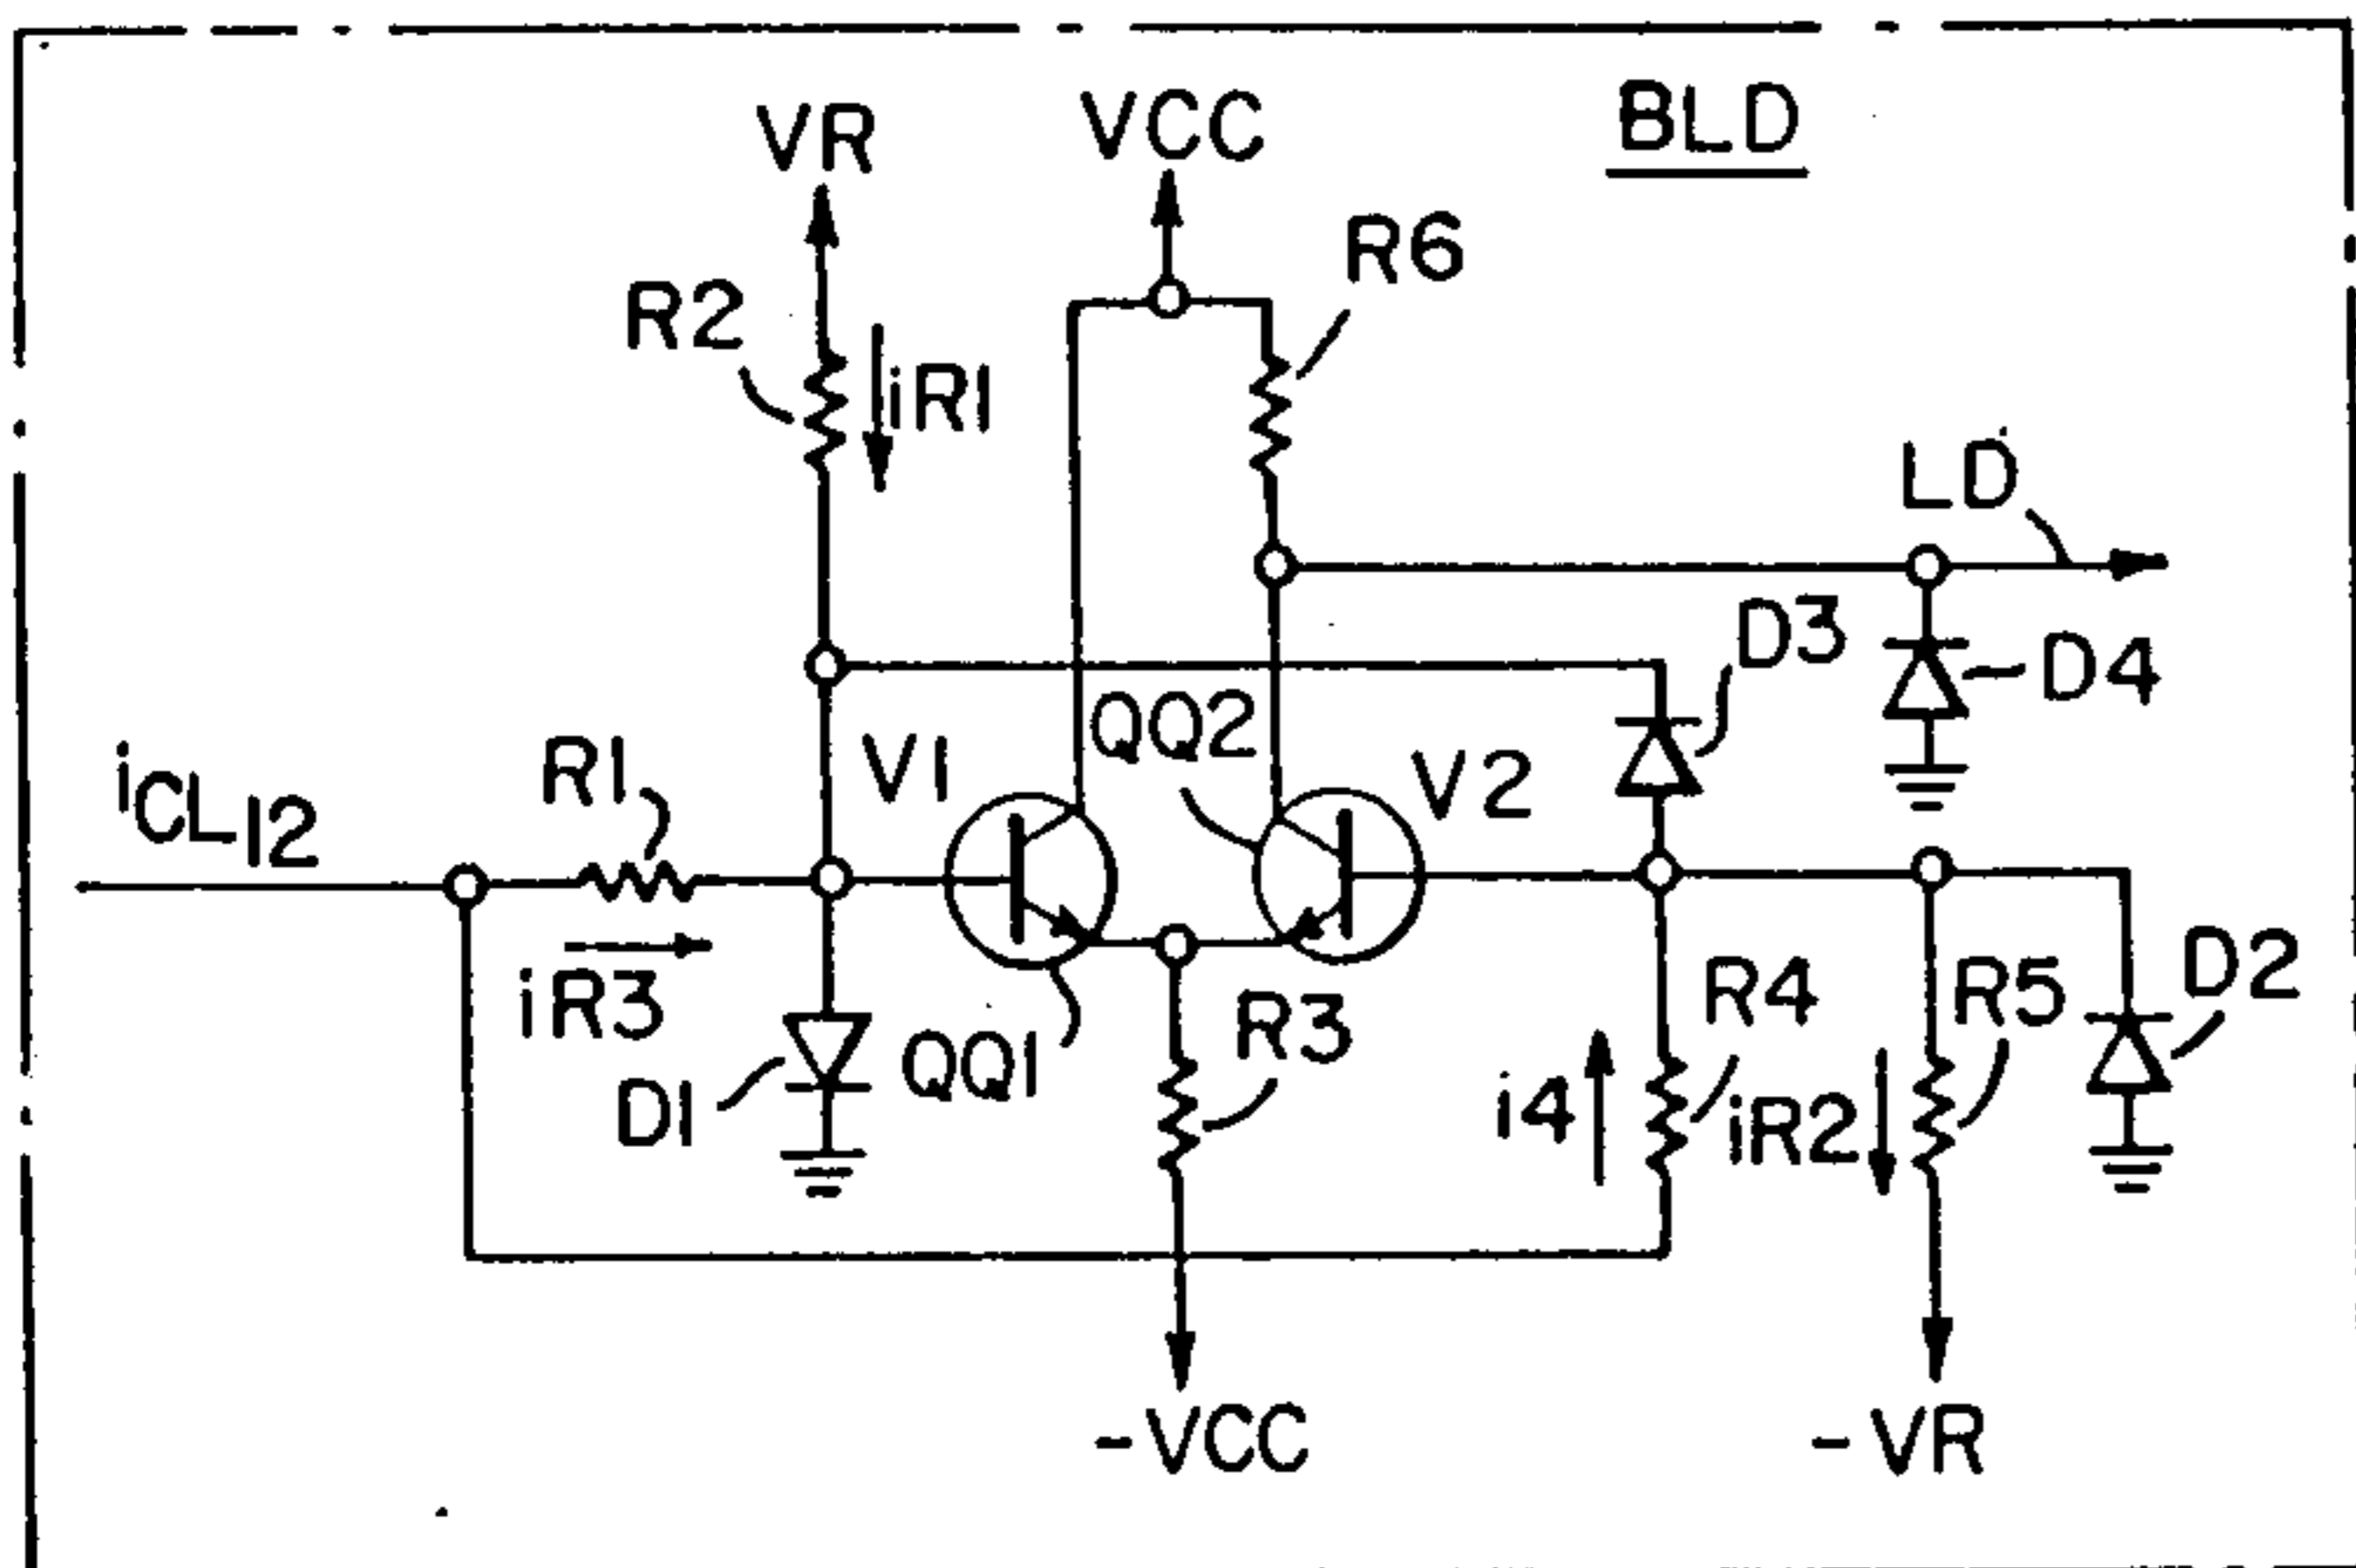 VR
VCC
BLD
R6
R2
iR1
LD
D3
D4
QQ2
V1
V2
R1
iCL12
iR3
D1
QQ1
R3
R4
R5
D2
i4
iR2
-VCC
-VR